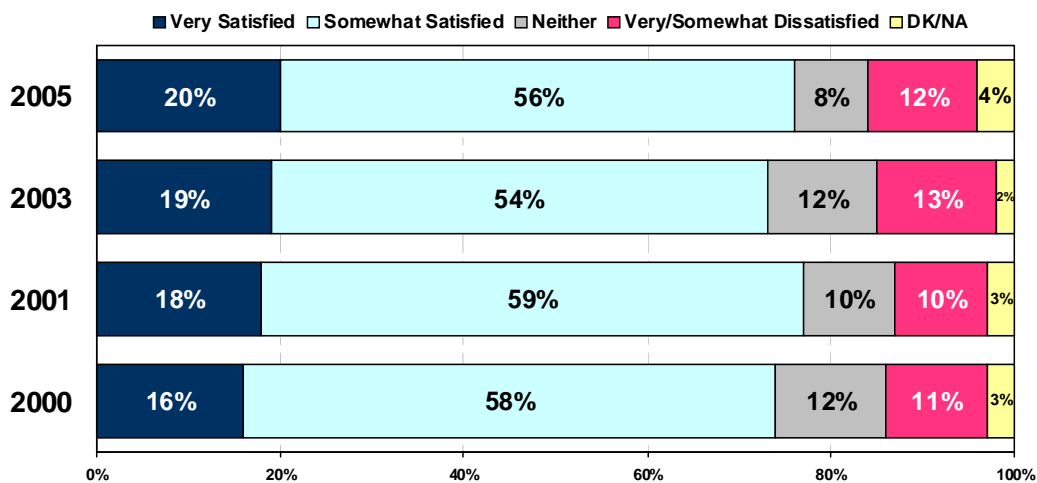 Very Satisfied Somewhat Satisfied Neither Very/Somewhat Dissatisfied DK/NA
2005 20% 56% 8% 12% 4%
2003 19% 54% 12% 13% 2%
2001 18% 59% 10% 10% 3%
2000 16% 58% 12% 11% 3%
0% 20% 40% 60% 80% 100%